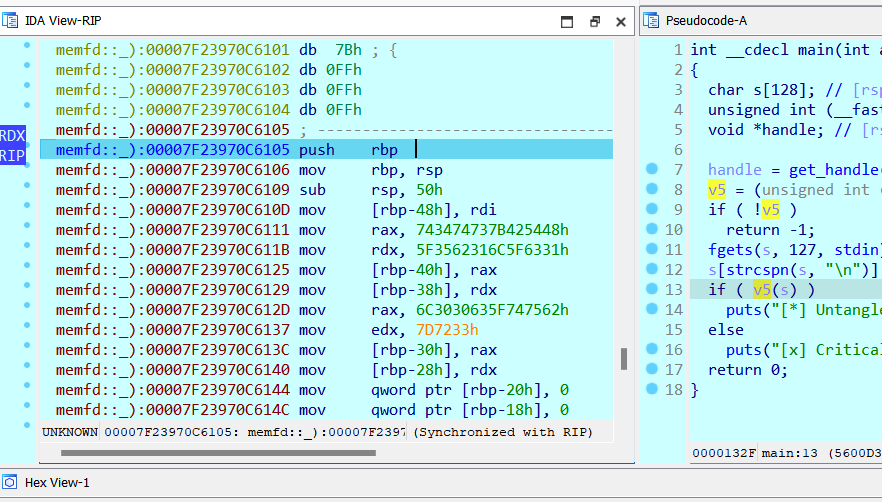 IDA View-RIP
memfd::_):00007F23970C6101 db 7Bh ; {
memfd::_):00007F23970C6102 db 0FFh
memfd::_):00007F23970C6103 db 0FFh
memfd::_):00007F23970C6104 db 0FFh
memfd::_):00007F23970C6105 ; -----------------------------
RDX
RIP
memfd::_):00007F23970C6105 push rbp
memfd::_):00007F23970C6106 mov rbp, rsp
memfd::_):00007F23970C6109 sub rsp, 50h
memfd::_):00007F23970C610D mov [rbp-48h], rdi
memfd::_):00007F23970C6111 mov rax, 743474737B425448h
memfd::_):00007F23970C611B mov rdx, 5F3562316C5F6331h
memfd::_):00007F23970C6125 mov [rbp-40h], rax
memfd::_):00007F23970C6129 mov [rbp-38h], rdx
memfd::_):00007F23970C612D mov rax, 6C3030635F747562h
memfd::_):00007F23970C6137 mov edx, 7D7233h
memfd::_):00007F23970C613C mov [rbp-30h], rax
memfd::_):00007F23970C6140 mov [rbp-28h], rdx
memfd::_):00007F23970C6144 mov qword ptr [rbp-20h], 0
memfd::_):00007F23970C614C mov qword ptr [rbp-18h], 0
UNKNOWN 00007F23970C6105: memfd::_):00007F2397 (Synchronized with RIP)
Pseudocode-A
1 int __cdecl main(int a
2 {
3 char s[128]; // [rsp
4 unsigned int (__fast
5 void *handle; // [rs
6
7 handle = get_handle(
8 v5 = (unsigned int (
9 if ( !v5 )
10 return -1;
11 fgets(s, 127, stdin)
12 s[strcspn(s, "\n")]
13 if ( v5(s) )
14 puts("[*] Untangle
15 else
16 puts("[x] Critical
17 return 0;
18 }
0000132F main:13 (5600D3
Hex View-1